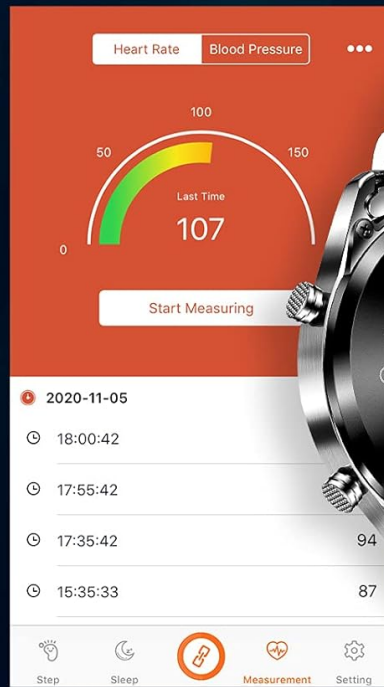 Heart Rate Blood Pressure
100
50 150
Last Time
107
0
Start Measuring
2020-11-05
18:00:42
17:55:42
17:35:42 94
15:35:33 87
Step Sleep Measurement Setting